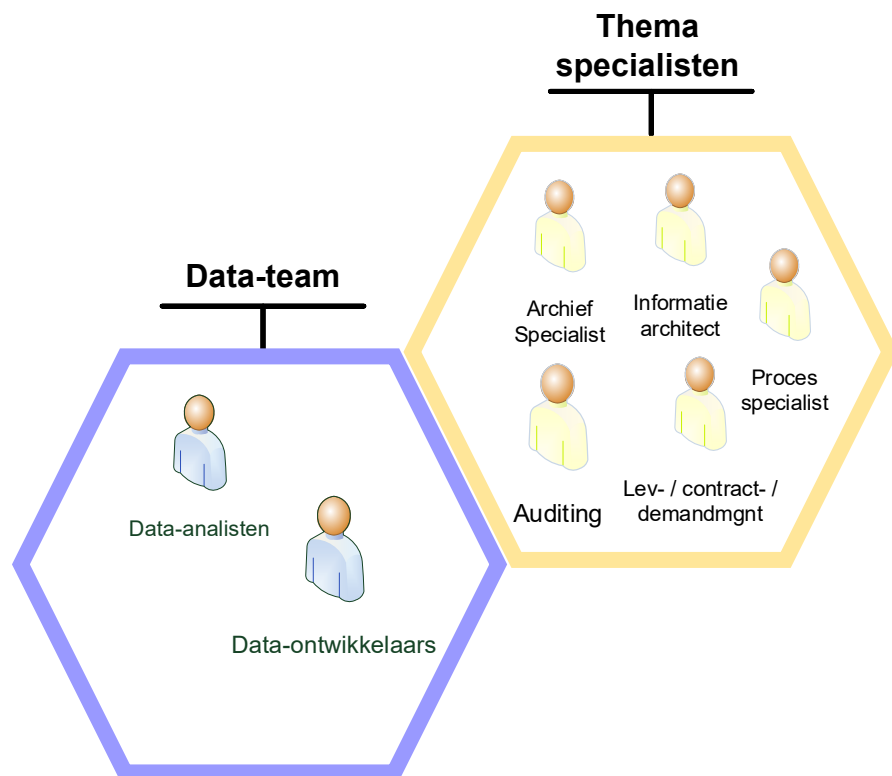 Thema
specialisten
Archief
Specialist
Informatie
architect
Proces
specialist
Auditing
Lev- / contract- /
demandmgnt
Data-team
Data-analisten
Data-ontwikkelaars